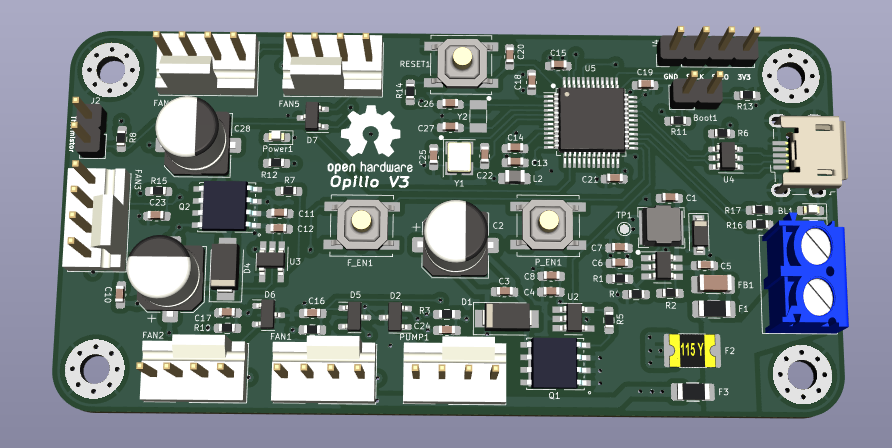 RESET1
C20
C15
U5
C18
C19
GND
3V3
R14
C26
Y2
C27
Boot1
R13
R11
R6
U4
J2
R8
C28
FAN5
D7
Power1
R12
open hardware
Opilio V3
C25
Y1
C22
C14
C13
L2
C21
FAN3
R15
C23
Q2
R7
C11
C12
U3
D4
F_EN1
C2
P_EN1
TP1
C1
R17
R16
BL1
C7
C6
R1
R4
R2
C5
FB1
F1
C8
C4
C3
U2
R5
C10
C17
R10
D6
C16
D5
D2
R3
C24
D1
FAN2
FAN1
PUMP1
115 Y
F2
F3
Q1